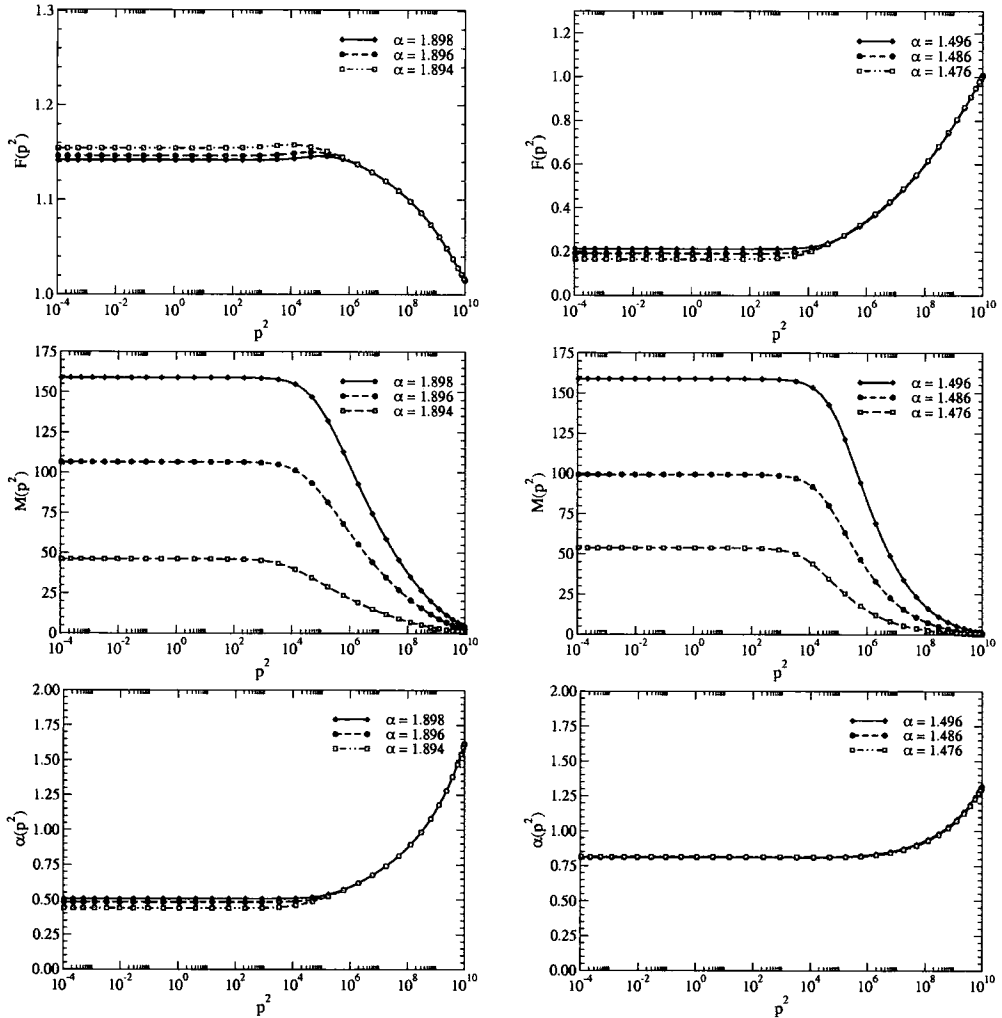 1.3
1.2
1.1
1.0
F(p²)
α = 1.898
α = 1.896
α = 1.894
10⁻⁴ 10⁻² 10⁰ 10² 10⁴ 10⁶ 10⁸ 10¹⁰
p²
1.2
1.0
0.8
0.6
0.4
0.2
0.0
F(p²)
α = 1.496
α = 1.486
α = 1.476
10⁻⁴ 10⁻² 10⁰ 10² 10⁴ 10⁶ 10⁸ 10¹⁰
p²
175
150
125
100
75
50
25
0
M(p²)
α = 1.898
α = 1.896
α = 1.894
10⁻⁴ 10⁻² 10⁰ 10² 10⁴ 10⁶ 10⁸ 10¹⁰
p²
175
150
125
100
75
50
25
0
M(p²)
α = 1.496
α = 1.486
α = 1.476
10⁻⁴ 10⁻² 10⁰ 10² 10⁴ 10⁶ 10⁸ 10¹⁰
p²
2.00
1.75
1.50
1.25
1.00
0.75
0.50
0.25
0.00
α(p²)
α = 1.898
α = 1.896
α = 1.894
10⁻⁴ 10⁻² 10⁰ 10² 10⁴ 10⁶ 10⁸ 10¹⁰
p²
2.00
1.75
1.50
1.25
1.00
0.75
0.50
0.25
0.00
α(p²)
α = 1.496
α = 1.486
α = 1.476
10⁻⁴ 10⁻² 10⁰ 10² 10⁴ 10⁶ 10⁸ 10¹⁰
p²